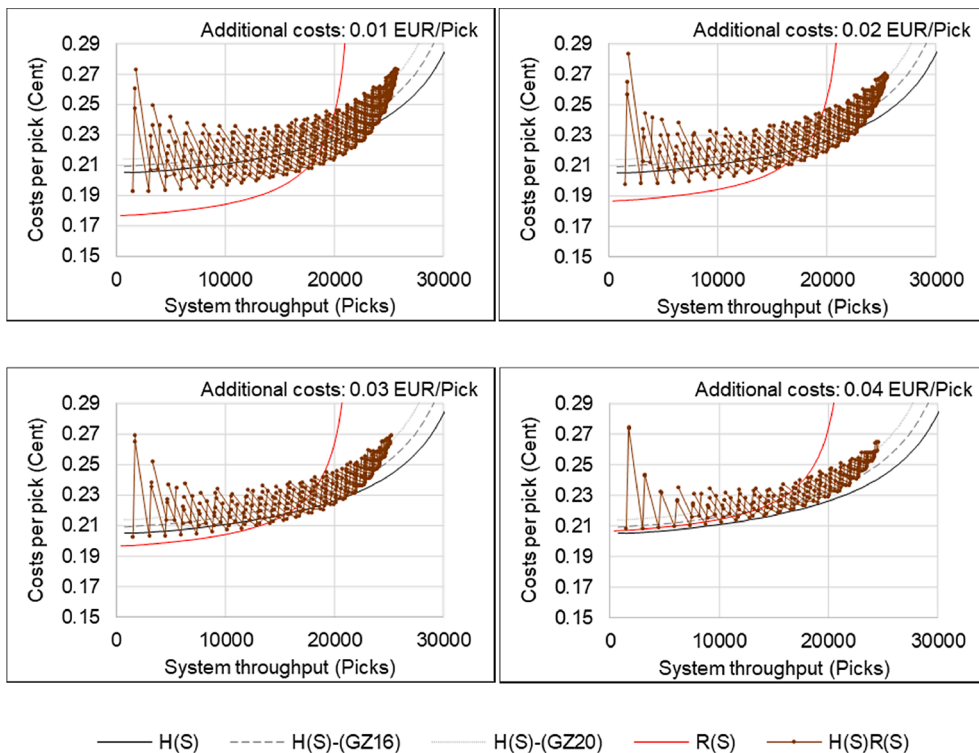 Additional costs: 0.01 EUR/Pick
Costs per pick (Cent)
0.29
0.27
0.25
0.23
0.21
0.19
0.17
0.15
0 10000 20000 30000
System throughput (Picks)
Additional costs: 0.02 EUR/Pick
Costs per pick (Cent)
0.29
0.27
0.25
0.23
0.21
0.19
0.17
0.15
0 10000 20000 30000
System throughput (Picks)
Additional costs: 0.03 EUR/Pick
Costs per pick (Cent)
0.29
0.27
0.25
0.23
0.21
0.19
0.17
0.15
0 10000 20000 30000
System throughput (Picks)
Additional costs: 0.04 EUR/Pick
Costs per pick (Cent)
0.29
0.27
0.25
0.23
0.21
0.19
0.17
0.15
0 10000 20000 30000
System throughput (Picks)
H(S) H(S)-(GZ16) H(S)-(GZ20) R(S) H(S)R(S)